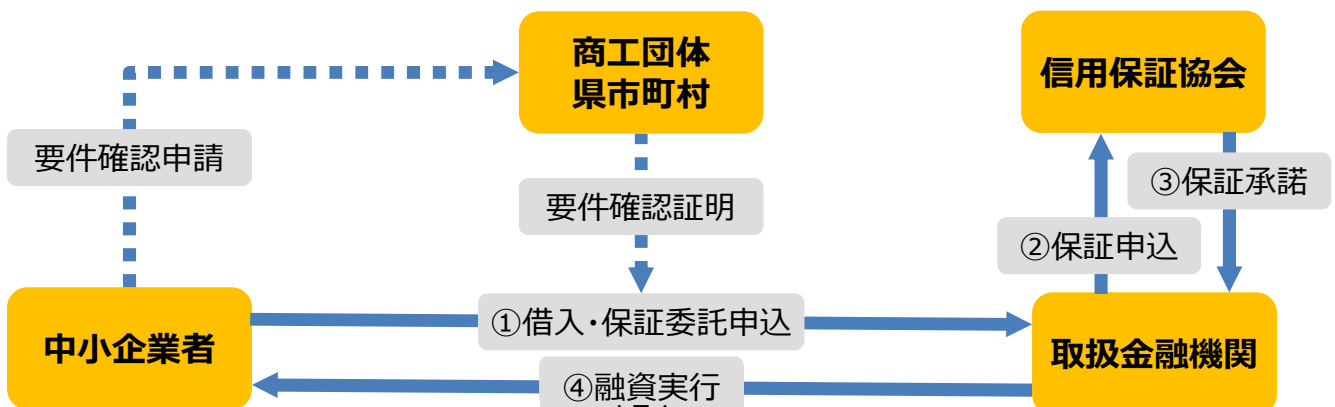 商工団体
県市町村
信用保証協会
要件確認申請
③保証承諾
要件確認証明
②保証申込
①借入・保証委託申込
中小企業者
取扱金融機関
④融資実行